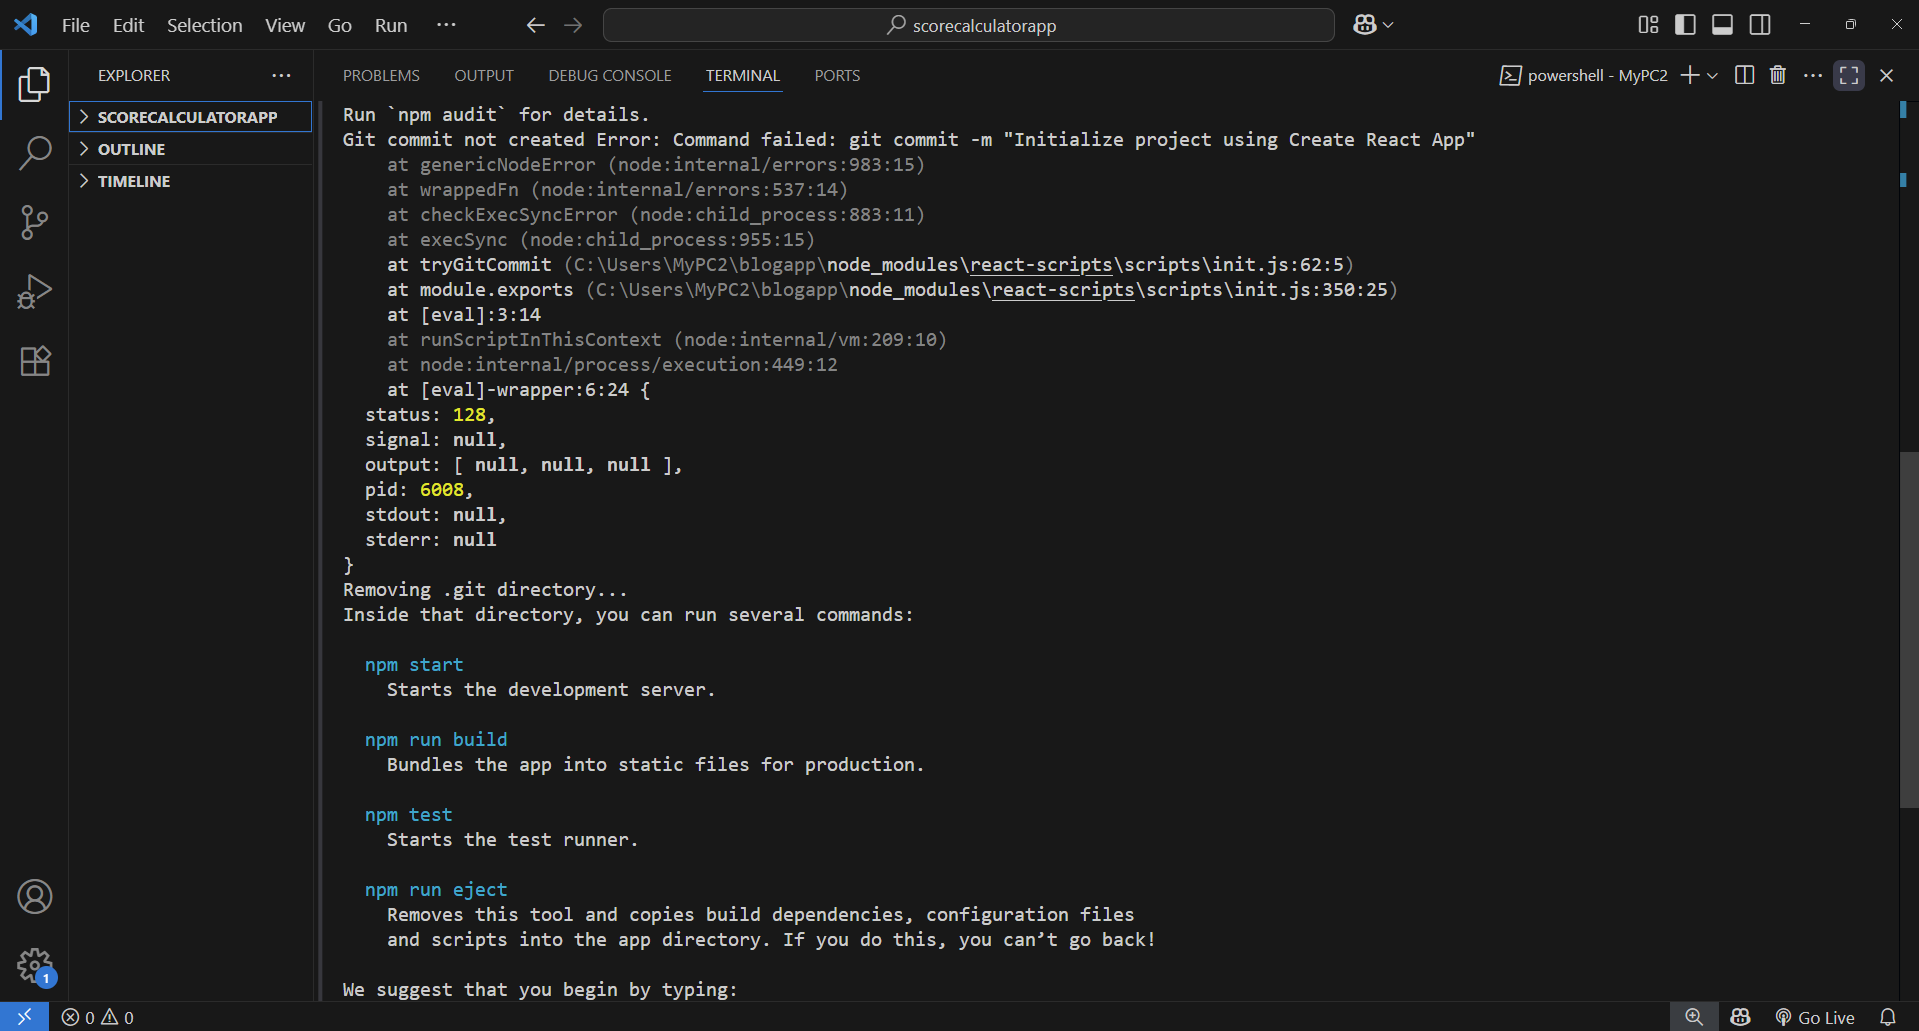 File Edit Selection View Go Run ··· scorecalculatorapp
EXPLORER ···
SCORECALCULATORAPP
OUTLINE
TIMELINE
PROBLEMS OUTPUT DEBUG CONSOLE TERMINAL PORTS
powershell - MyPC2
Run `npm audit` for details.
Git commit not created Error: Command failed: git commit -m "Initialize project using Create React App"
at genericNodeError (node:internal/errors:983:15)
at wrappedFn (node:internal/errors:537:14)
at checkExecSyncError (node:child_process:883:11)
at execSync (node:child_process:955:15)
at tryGitCommit (C:\Users\MyPC2\blogapp\node_modules\react-scripts\scripts\init.js:62:5)
at module.exports (C:\Users\MyPC2\blogapp\node_modules\react-scripts\scripts\init.js:350:25)
at [eval]:3:14
at runScriptInThisContext (node:internal/vm:209:10)
at node:internal/process/execution:449:12
at [eval]-wrapper:6:24 {
status: 128,
signal: null,
output: [ null, null, null ],
pid: 6008,
stdout: null,
stderr: null
}
Removing .git directory...
Inside that directory, you can run several commands:
npm start
Starts the development server.
npm run build
Bundles the app into static files for production.
npm test
Starts the test runner.
npm run eject
Removes this tool and copies build dependencies, configuration files
and scripts into the app directory. If you do this, you can’t go back!
We suggest that you begin by typing:
1
0 0
Go Live